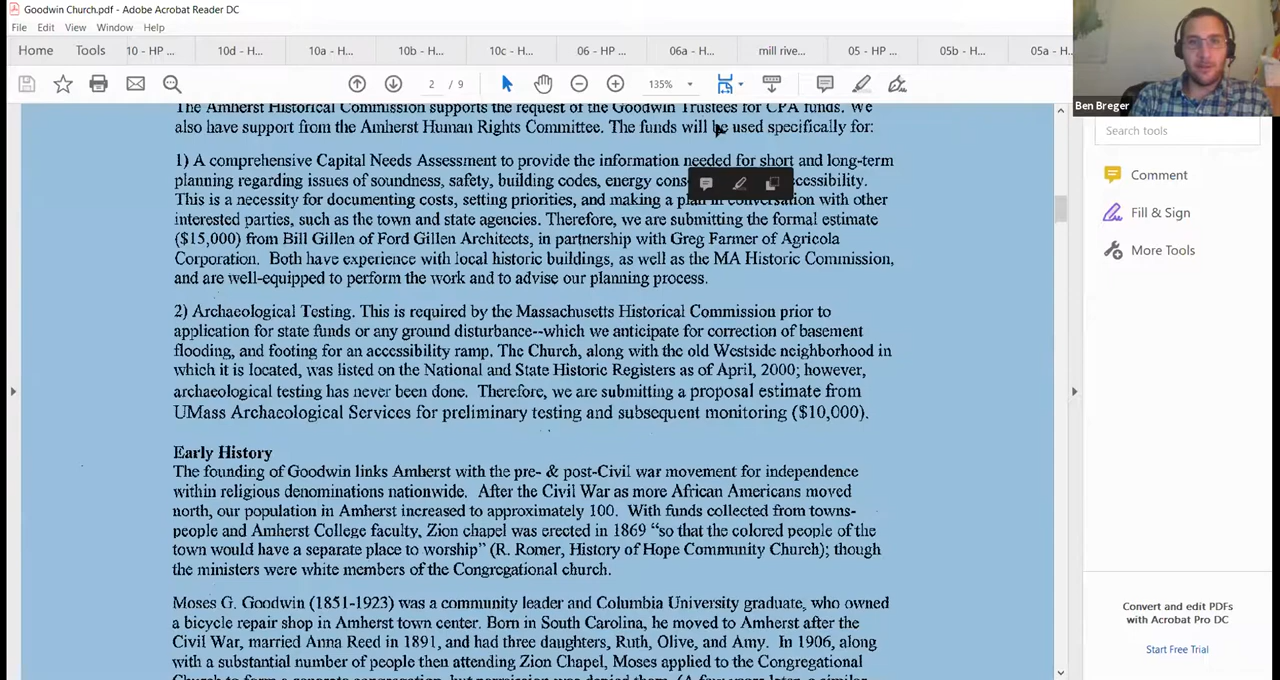 Goodwin Church.pdf - Adobe Acrobat Reader DC
File Edit View Window Help
Home Tools 10 - HP ... 10d - H... 10a - H... 10b - H... 10c - H... 06 - HP ... 06a - H... mill rive... 05 - HP ... 05b - H... 05a - H
2 / 9 135%
Ben Breger
Search tools
Comment
Fill & Sign
More Tools
Convert and edit PDFs
with Acrobat Pro DC
Start Free Trial
The Amherst Historical Commission supports the request of the Goodwin Trustees for CPA funds. We
also have support from the Amherst Human Rights Committee. The funds will be used specifically for:
1) A comprehensive Capital Needs Assessment to provide the information needed for short and long-term
planning regarding issues of soundness, safety, building codes, energy cons ccessibility.
This is a necessity for documenting costs, setting priorities, and making a plan in conversation with other
interested parties, such as the town and state agencies. Therefore, we are submitting the formal estimate
($15,000) from Bill Gillen of Ford Gillen Architects, in partnership with Greg Farmer of Agricola
Corporation. Both have experience with local historic buildings, as well as the MA Historic Commission,
and are well-equipped to perform the work and to advise our planning process.
2) Archaeological Testing. This is required by the Massachusetts Historical Commission prior to
application for state funds or any ground disturbance--which we anticipate for correction of basement
flooding, and footing for an accessibility ramp. The Church, along with the old Westside neighborhood in
which it is located, was listed on the National and State Historic Registers as of April, 2000; however,
archaeological testing has never been done. Therefore, we are submitting a proposal estimate from
UMass Archaeological Services for preliminary testing and subsequent monitoring ($10,000).
Early History
The founding of Goodwin links Amherst with the pre- & post-Civil war movement for independence
within religious denominations nationwide. After the Civil War as more African Americans moved
north, our population in Amherst increased to approximately 100. With funds collected from towns-
people and Amherst College faculty, Zion chapel was erected in 1869 “so that the colored people of the
town would have a separate place to worship” (R. Romer, History of Hope Community Church); though
the ministers were white members of the Congregational church.
Moses G. Goodwin (1851-1923) was a community leader and Columbia University graduate, who owned
a bicycle repair shop in Amherst town center. Born in South Carolina, he moved to Amherst after the
Civil War, married Anna Reed in 1891, and had three daughters, Ruth, Olive, and Amy. In 1906, along
with a substantial number of people then attending Zion Chapel, Moses applied to the Congregational